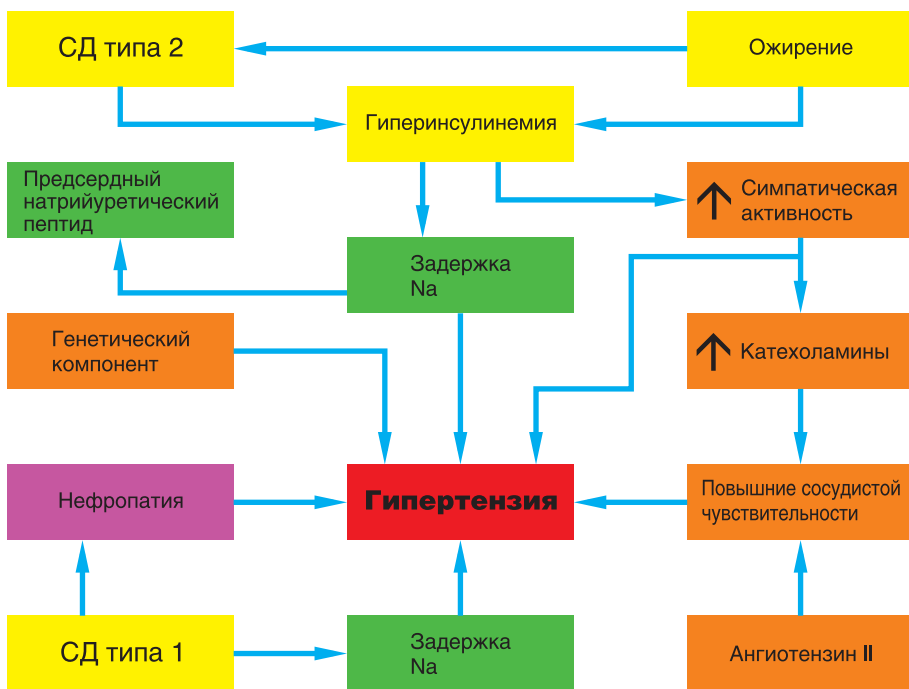 СД типа 2
Ожирение
Гиперинсулинемия
Предсердный
натрийуретический
пептид
Симпатическая
активность
Задержка
Na
Генетический
компонент
Катехоламины
Нефропатия
Гипертензия
Повышние сосудистой
чувствительности
СД типа 1
Задержка
Na
Ангиотензин II